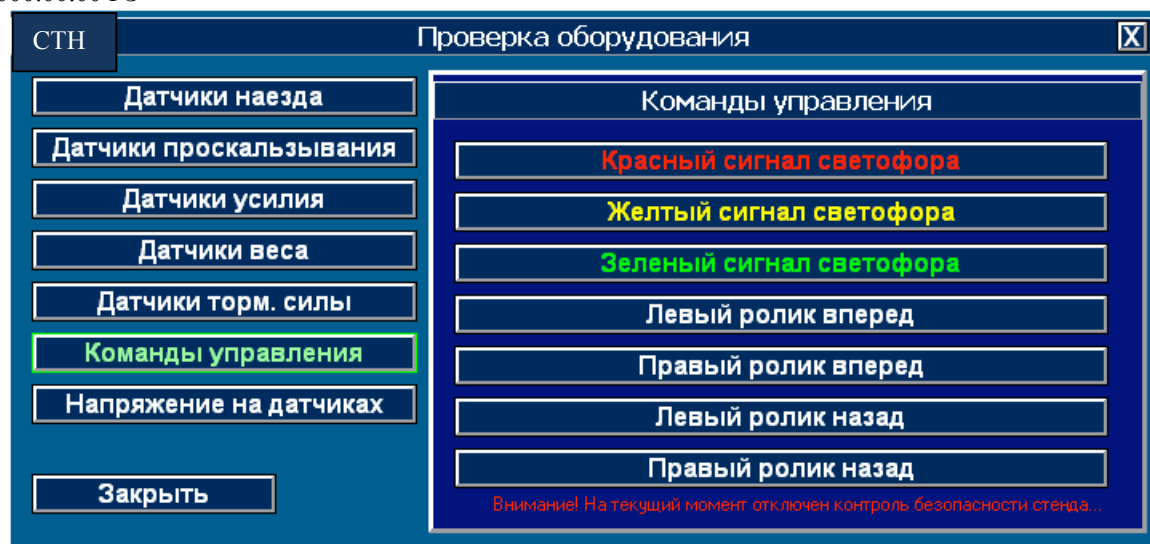 СТН
Проверка оборудования
X
Датчики наезда
Датчики проскальзывания
Датчики усилия
Датчики веса
Датчики торм. силы
Команды управления
Напряжение на датчиках
Закрыть
Команды управления
Красный сигнал светофора
Желтый сигнал светофора
Зеленый сигнал светофора
Левый ролик вперед
Правый ролик вперед
Левый ролик назад
Правый ролик назад
Внимание! На текущий момент отключен контроль безопасности стенда...